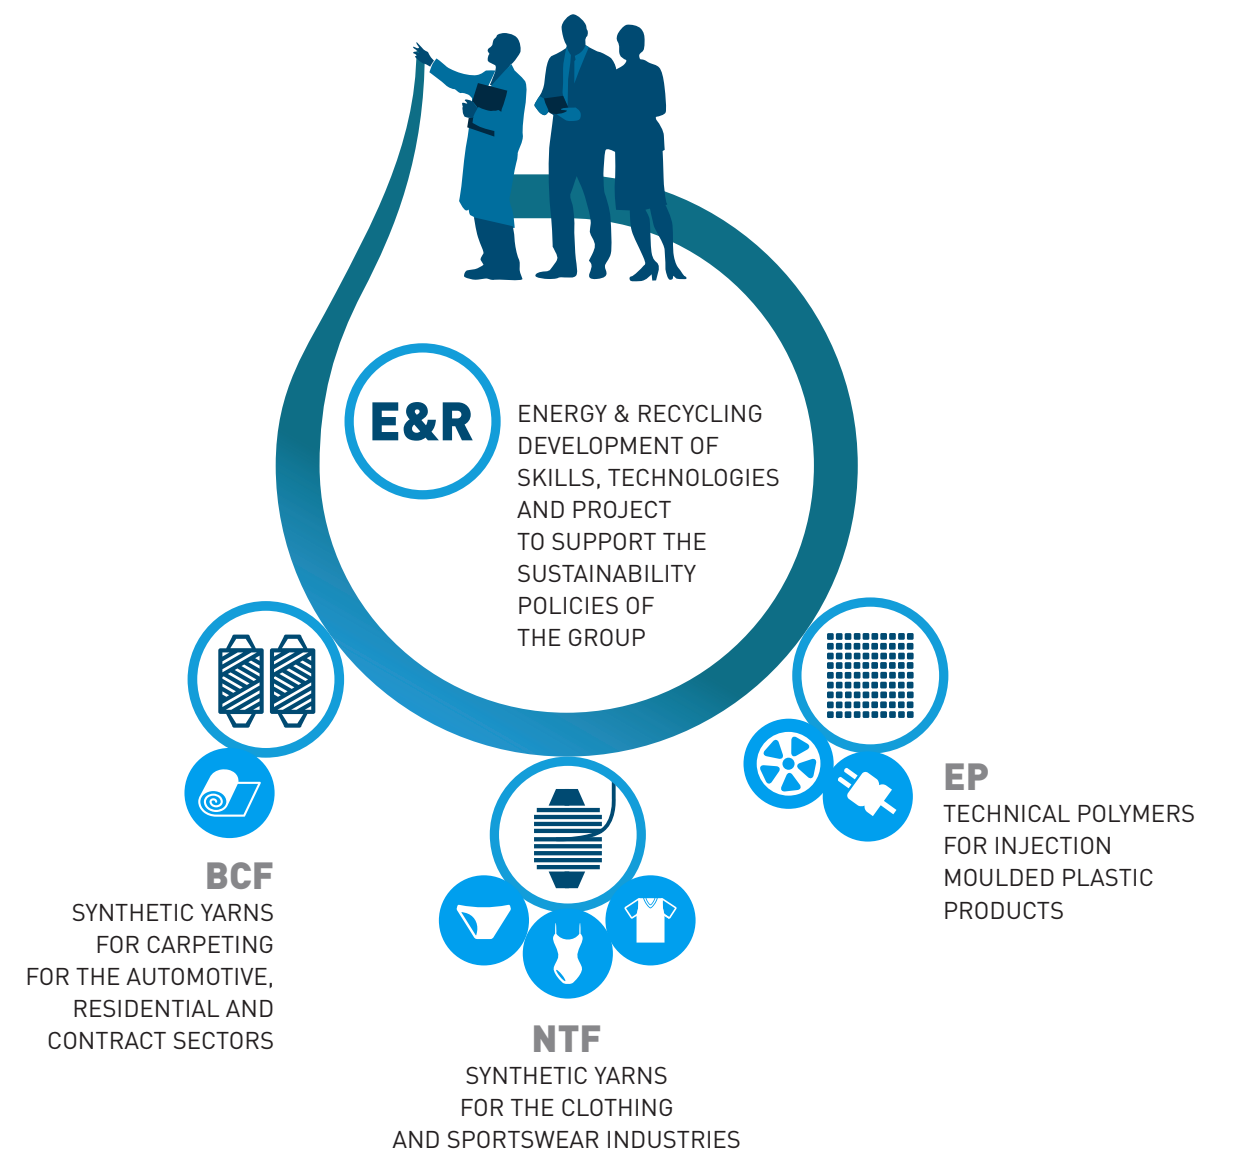 E&R
ENERGY & RECYCLING
DEVELOPMENT OF
SKILLS, TECHNOLOGIES
AND PROJECT
TO SUPPORT THE
SUSTAINABILITY
POLICIES OF
THE GROUP
BCF
SYNTHETIC YARNS
FOR CARPETING
FOR THE AUTOMOTIVE,
RESIDENTIAL AND
CONTRACT SECTORS
NTF
SYNTHETIC YARNS
FOR THE CLOTHING
AND SPORTSWEAR INDUSTRIES
EP
TECHNICAL POLYMERS
FOR INJECTION
MOULDED PLASTIC
PRODUCTS